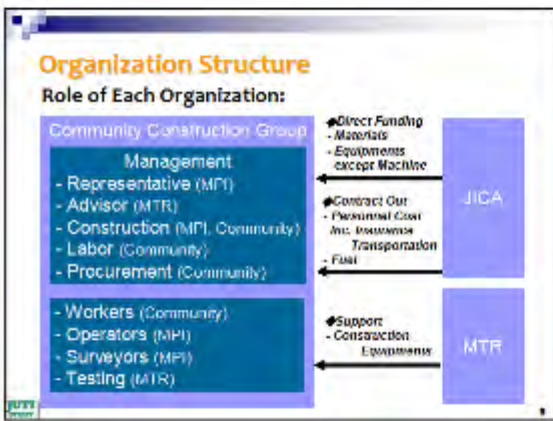 Organization Structure
Role of Each Organization:
Community Construction Group
Management
- Representative (MPI)
- Advisor (MTR)
- Construction (MPI, Community)
- Labor (Community)
- Procurement (Community)
- Workers (Community)
- Operators (MPI)
- Surveyors (MPI)
- Testing (MTR)
◆Direct Funding
- Materials
- Equipments
except Machine
◆Contract Out
- Personnel Cost
Inc. Insurance
Transportation
- Fuel
◆Support
- Construction
Equipments
JICA
MTR